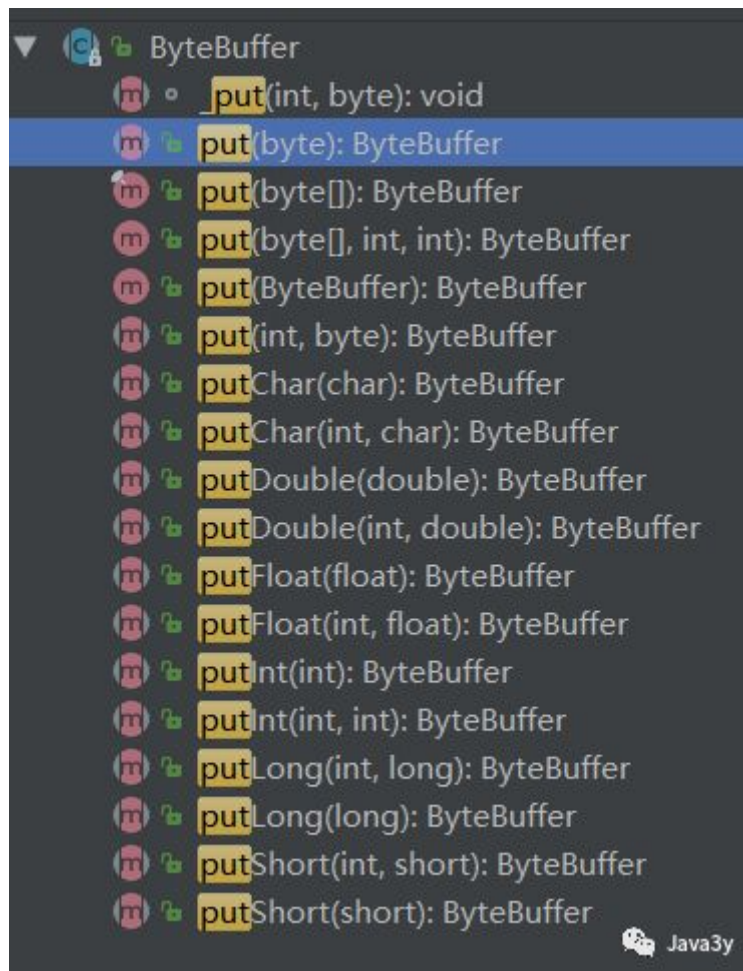 ByteBuffer
_put(int, byte): void
put(byte): ByteBuffer
put(byte[]): ByteBuffer
put(byte[], int, int): ByteBuffer
put(ByteBuffer): ByteBuffer
put(int, byte): ByteBuffer
putChar(char): ByteBuffer
putChar(int, char): ByteBuffer
putDouble(double): ByteBuffer
putDouble(int, double): ByteBuffer
putFloat(float): ByteBuffer
putFloat(int, float): ByteBuffer
putInt(int): ByteBuffer
putInt(int, int): ByteBuffer
putLong(int, long): ByteBuffer
putLong(long): ByteBuffer
putShort(int, short): ByteBuffer
putShort(short): ByteBuffer
Java3y